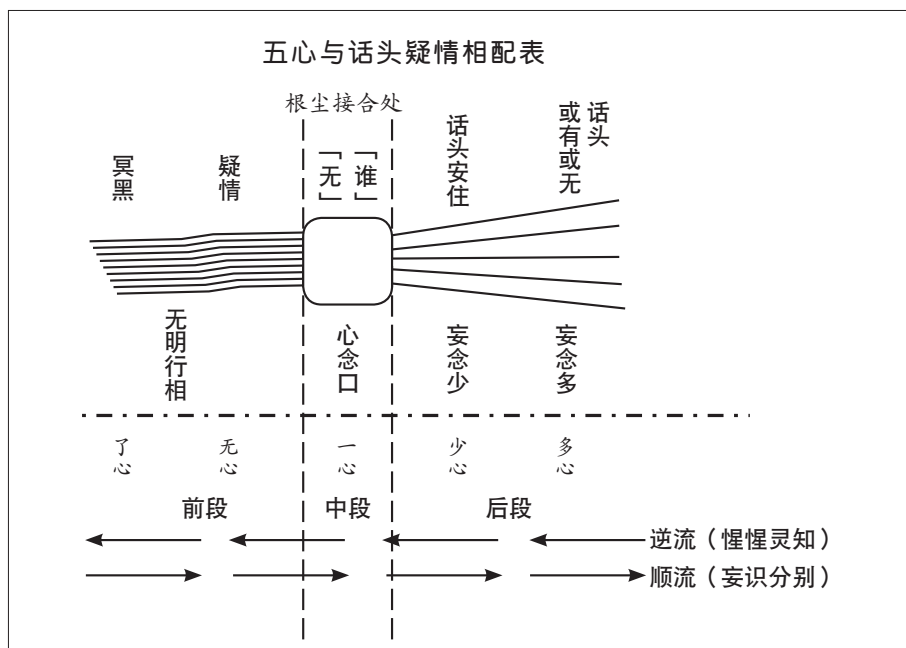 五心与话头疑情相配表
根尘接合处
冥黑
疑情
「无」
「谁」
话头安住
话头
或有或无
无明行相
心念口
妄念少
妄念多
了心
无心
一心
少心
多心
前段
中段
后段
逆流（惺惺灵知）
顺流（妄识分别）